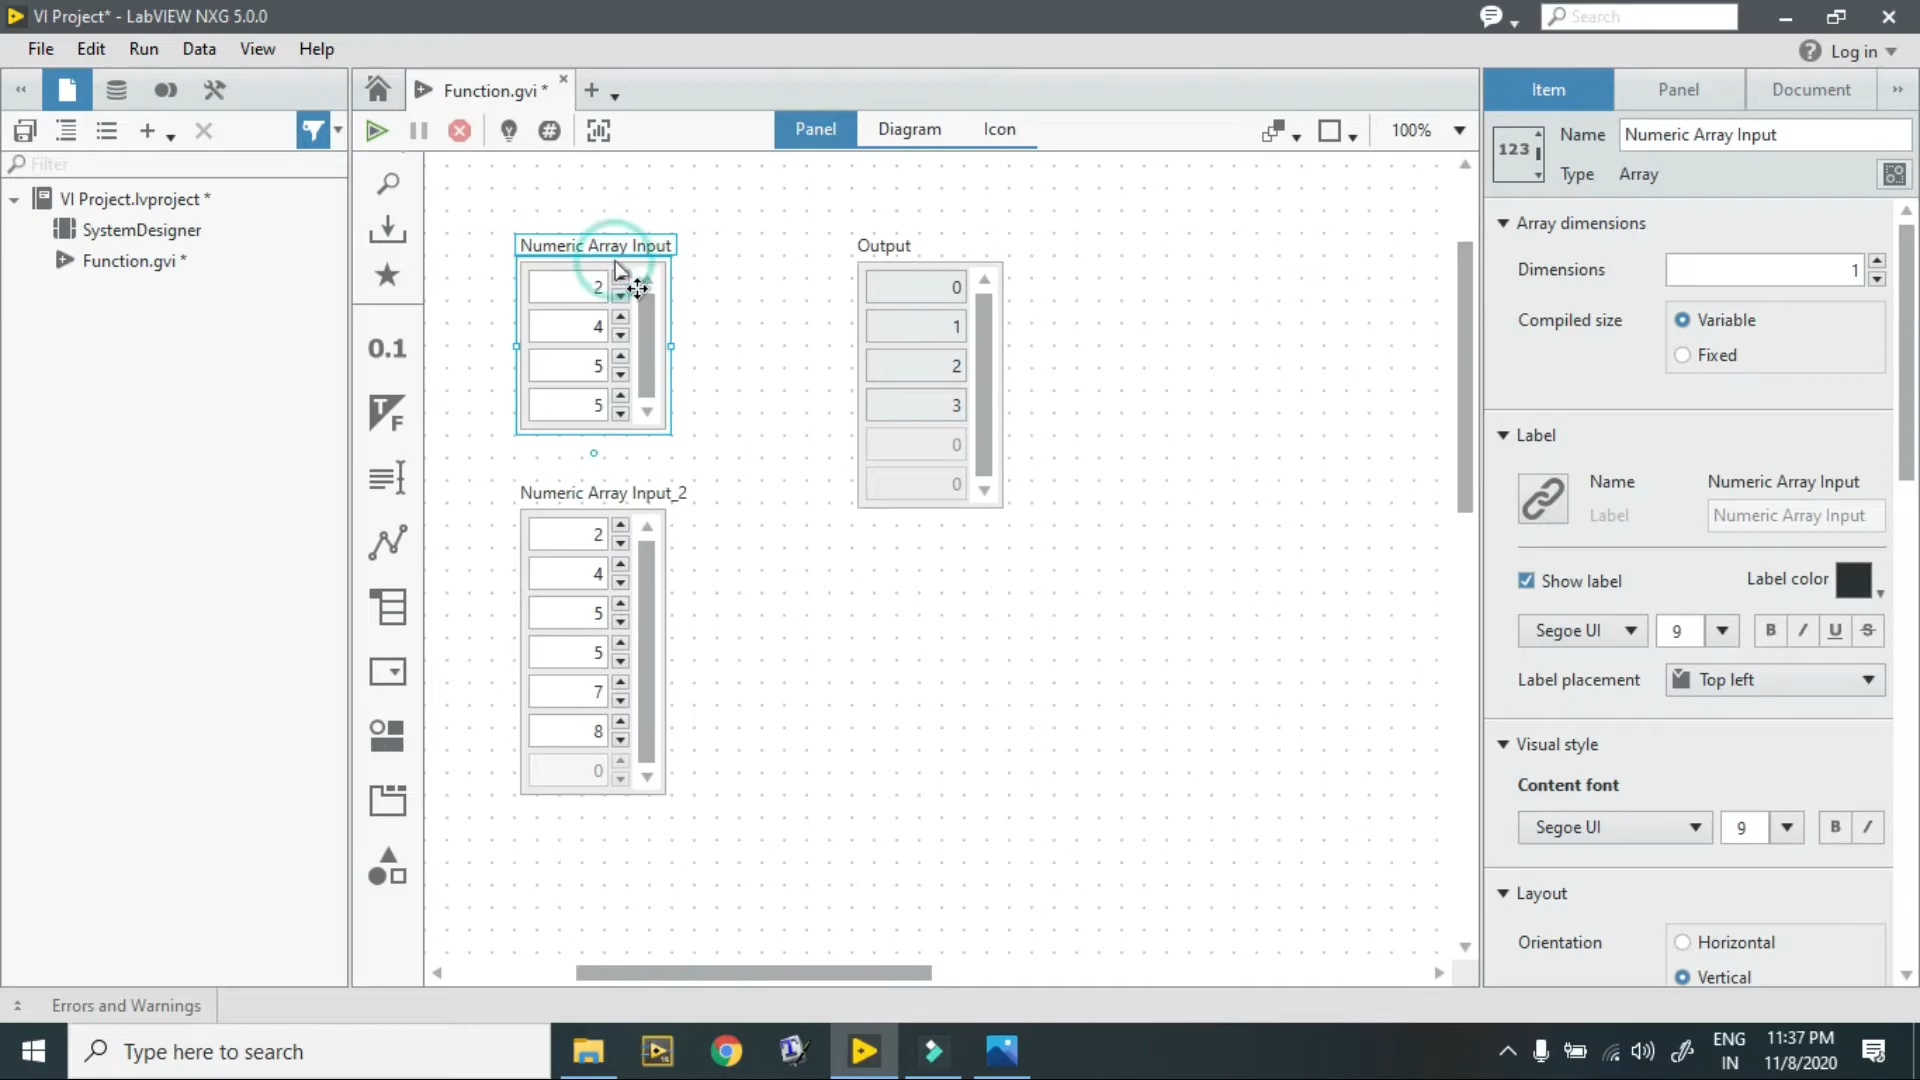 VI Project* - LabVIEW NXG 5.0.0
Search
File Edit Run Data View Help
Log in
Function.gvi *
Item Panel Document
Panel Diagram Icon
100%
123
Name Numeric Array Input
Type Array
Filter
VI Project.lvproject *
SystemDesigner
Function.gvi *
0.1
T
F
Numeric Array Input
2
4
5
5
Numeric Array Input_2
2
4
5
5
7
8
0
Output
0
1
2
3
0
0
Array dimensions
Dimensions 1
Compiled size Variable
Fixed
Label
Name Numeric Array Input
Label Numeric Array Input
Show label Label color
Segoe UI 9 B I U S
Label placement Top left
Visual style
Content font
Segoe UI 9 B I
Layout
Orientation Horizontal
Vertical
Errors and Warnings
Type here to search
ENG
IN
11:37 PM
11/8/2020